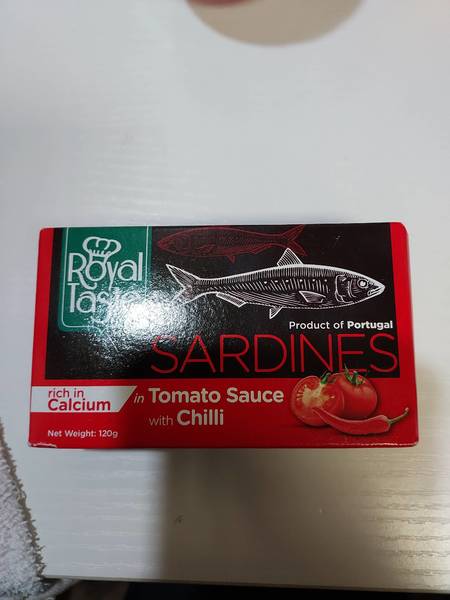 Royal
Taste
Product of Portugal
SARDINES
rich in
Calcium
in Tomato Sauce
with Chilli
Net Weight: 120g